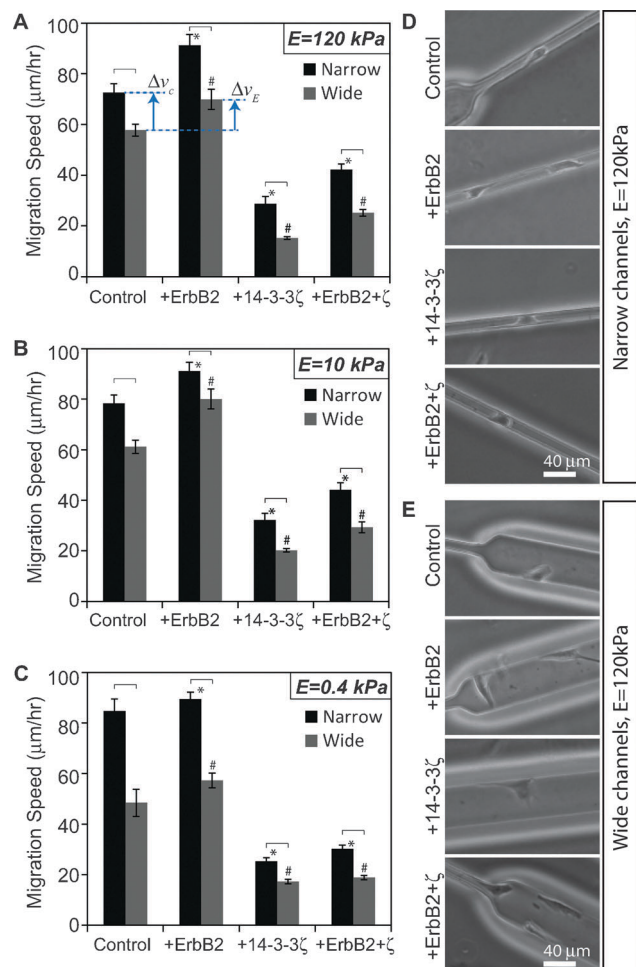 A
E=120 kPa
Narrow
Wide
Δv_c
Δv_E
Migration Speed (μm/hr)
100
80
60
40
20
0
*
#
*
#
*
#
Control
+ErbB2
+14-3-3ζ
+ErbB2+ζ
B
E=10 kPa
Narrow
Wide
Migration Speed (μm/hr)
100
80
60
40
20
0
*
#
*
#
*
#
Control
+ErbB2
+14-3-3ζ
+ErbB2+ζ
C
E=0.4 kPa
Narrow
Wide
Migration Speed (μm/hr)
100
80
60
40
20
0
*
#
*
#
*
#
Control
+ErbB2
+14-3-3ζ
+ErbB2+ζ
D
Control
+ErbB2
+14-3-3ζ
+ErbB2+ζ
40 μm
Narrow channels, E=120kPa
E
Control
+ErbB2
+14-3-3ζ
+ErbB2+ζ
40 μm
Wide channels, E=120kPa